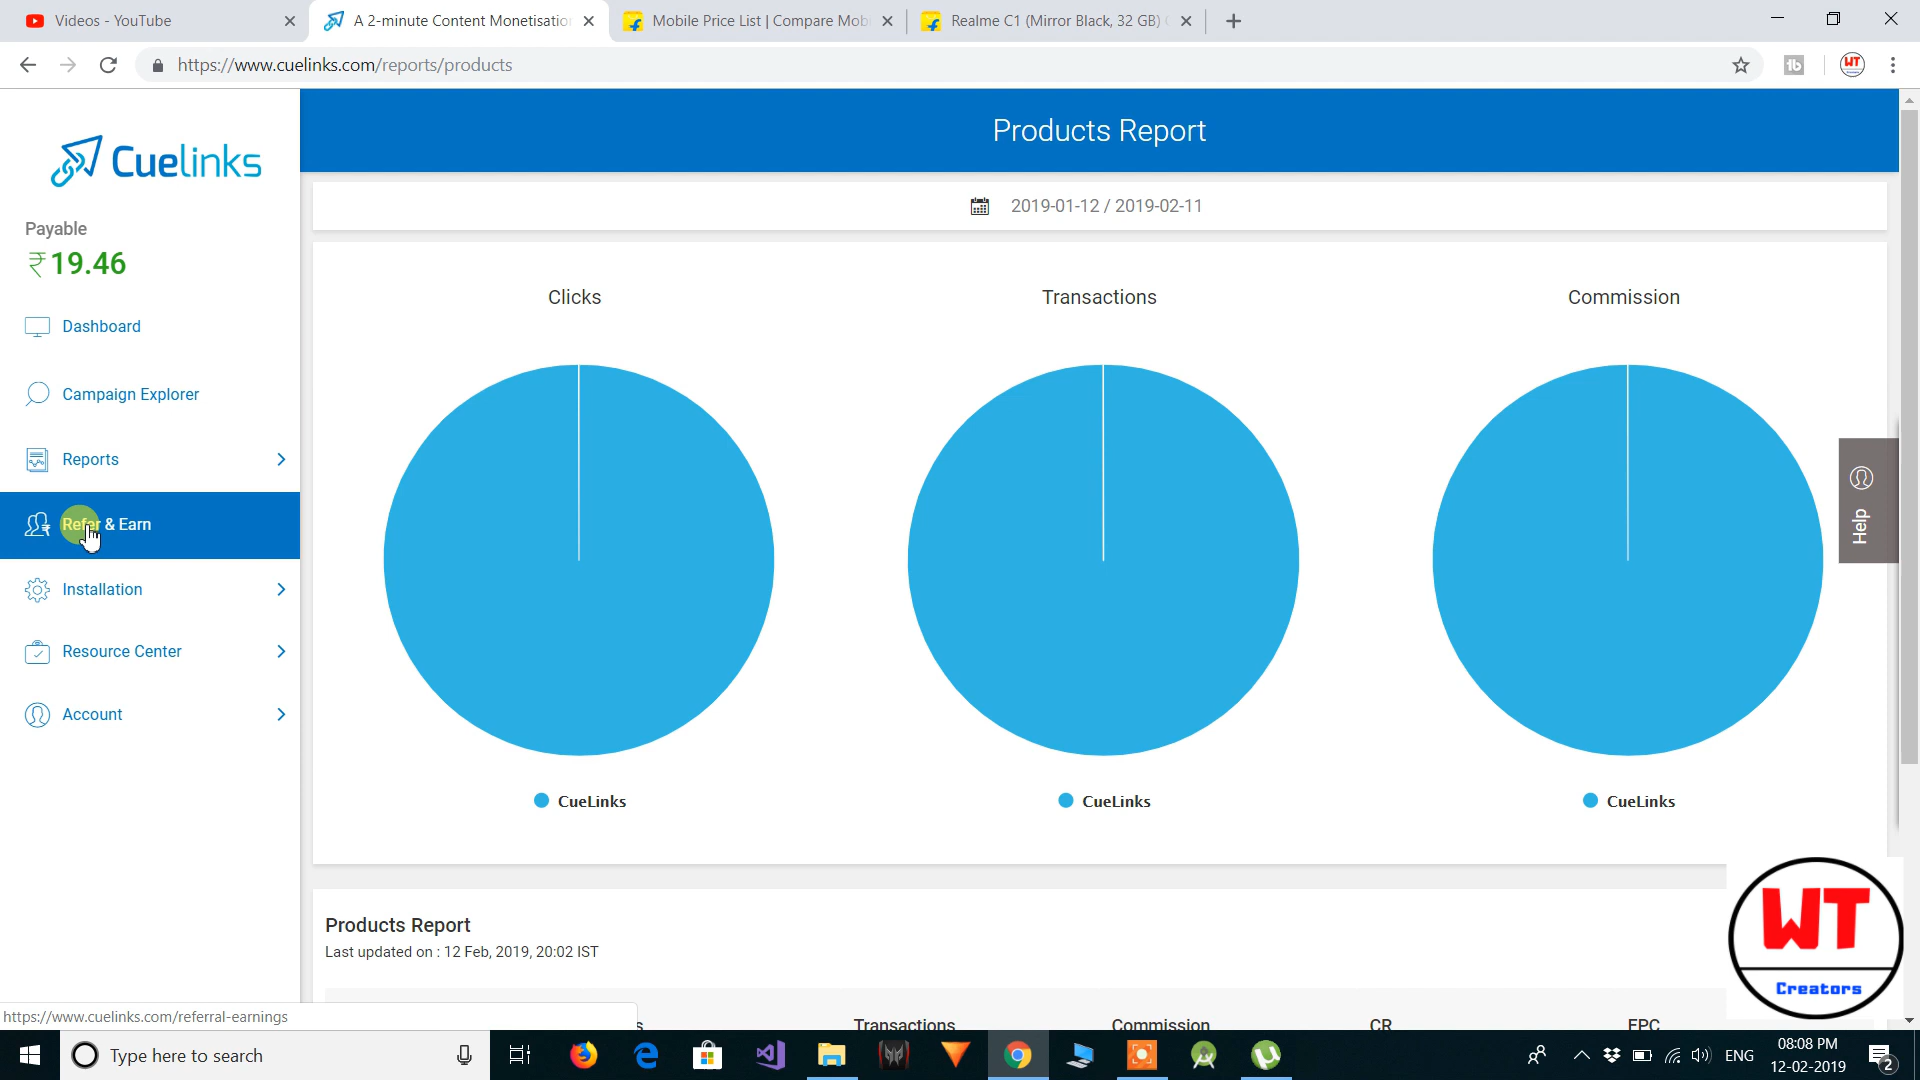 Videos - YouTube
A 2-minute Content Monetisatio
Mobile Price List | Compare Mob
Realme C1 (Mirror Black, 32 GB)
https://www.cuelinks.com/reports/products
Products Report
Cuelinks
2019-01-12 / 2019-02-11
Payable
₹19.46
Clicks
Transactions
Commission
Dashboard
Campaign Explorer
Reports
Refer & Earn
Help
Installation
Resource Center
Account
CueLinks
CueLinks
CueLinks
Products Report
Last updated on : 12 Feb, 2019, 20:02 IST
WT
Creators
https://www.cuelinks.com/referral-earnings
Transactions
Commission
CR
EPC
Type here to search
ENG
08:08 PM
12-02-2019
2